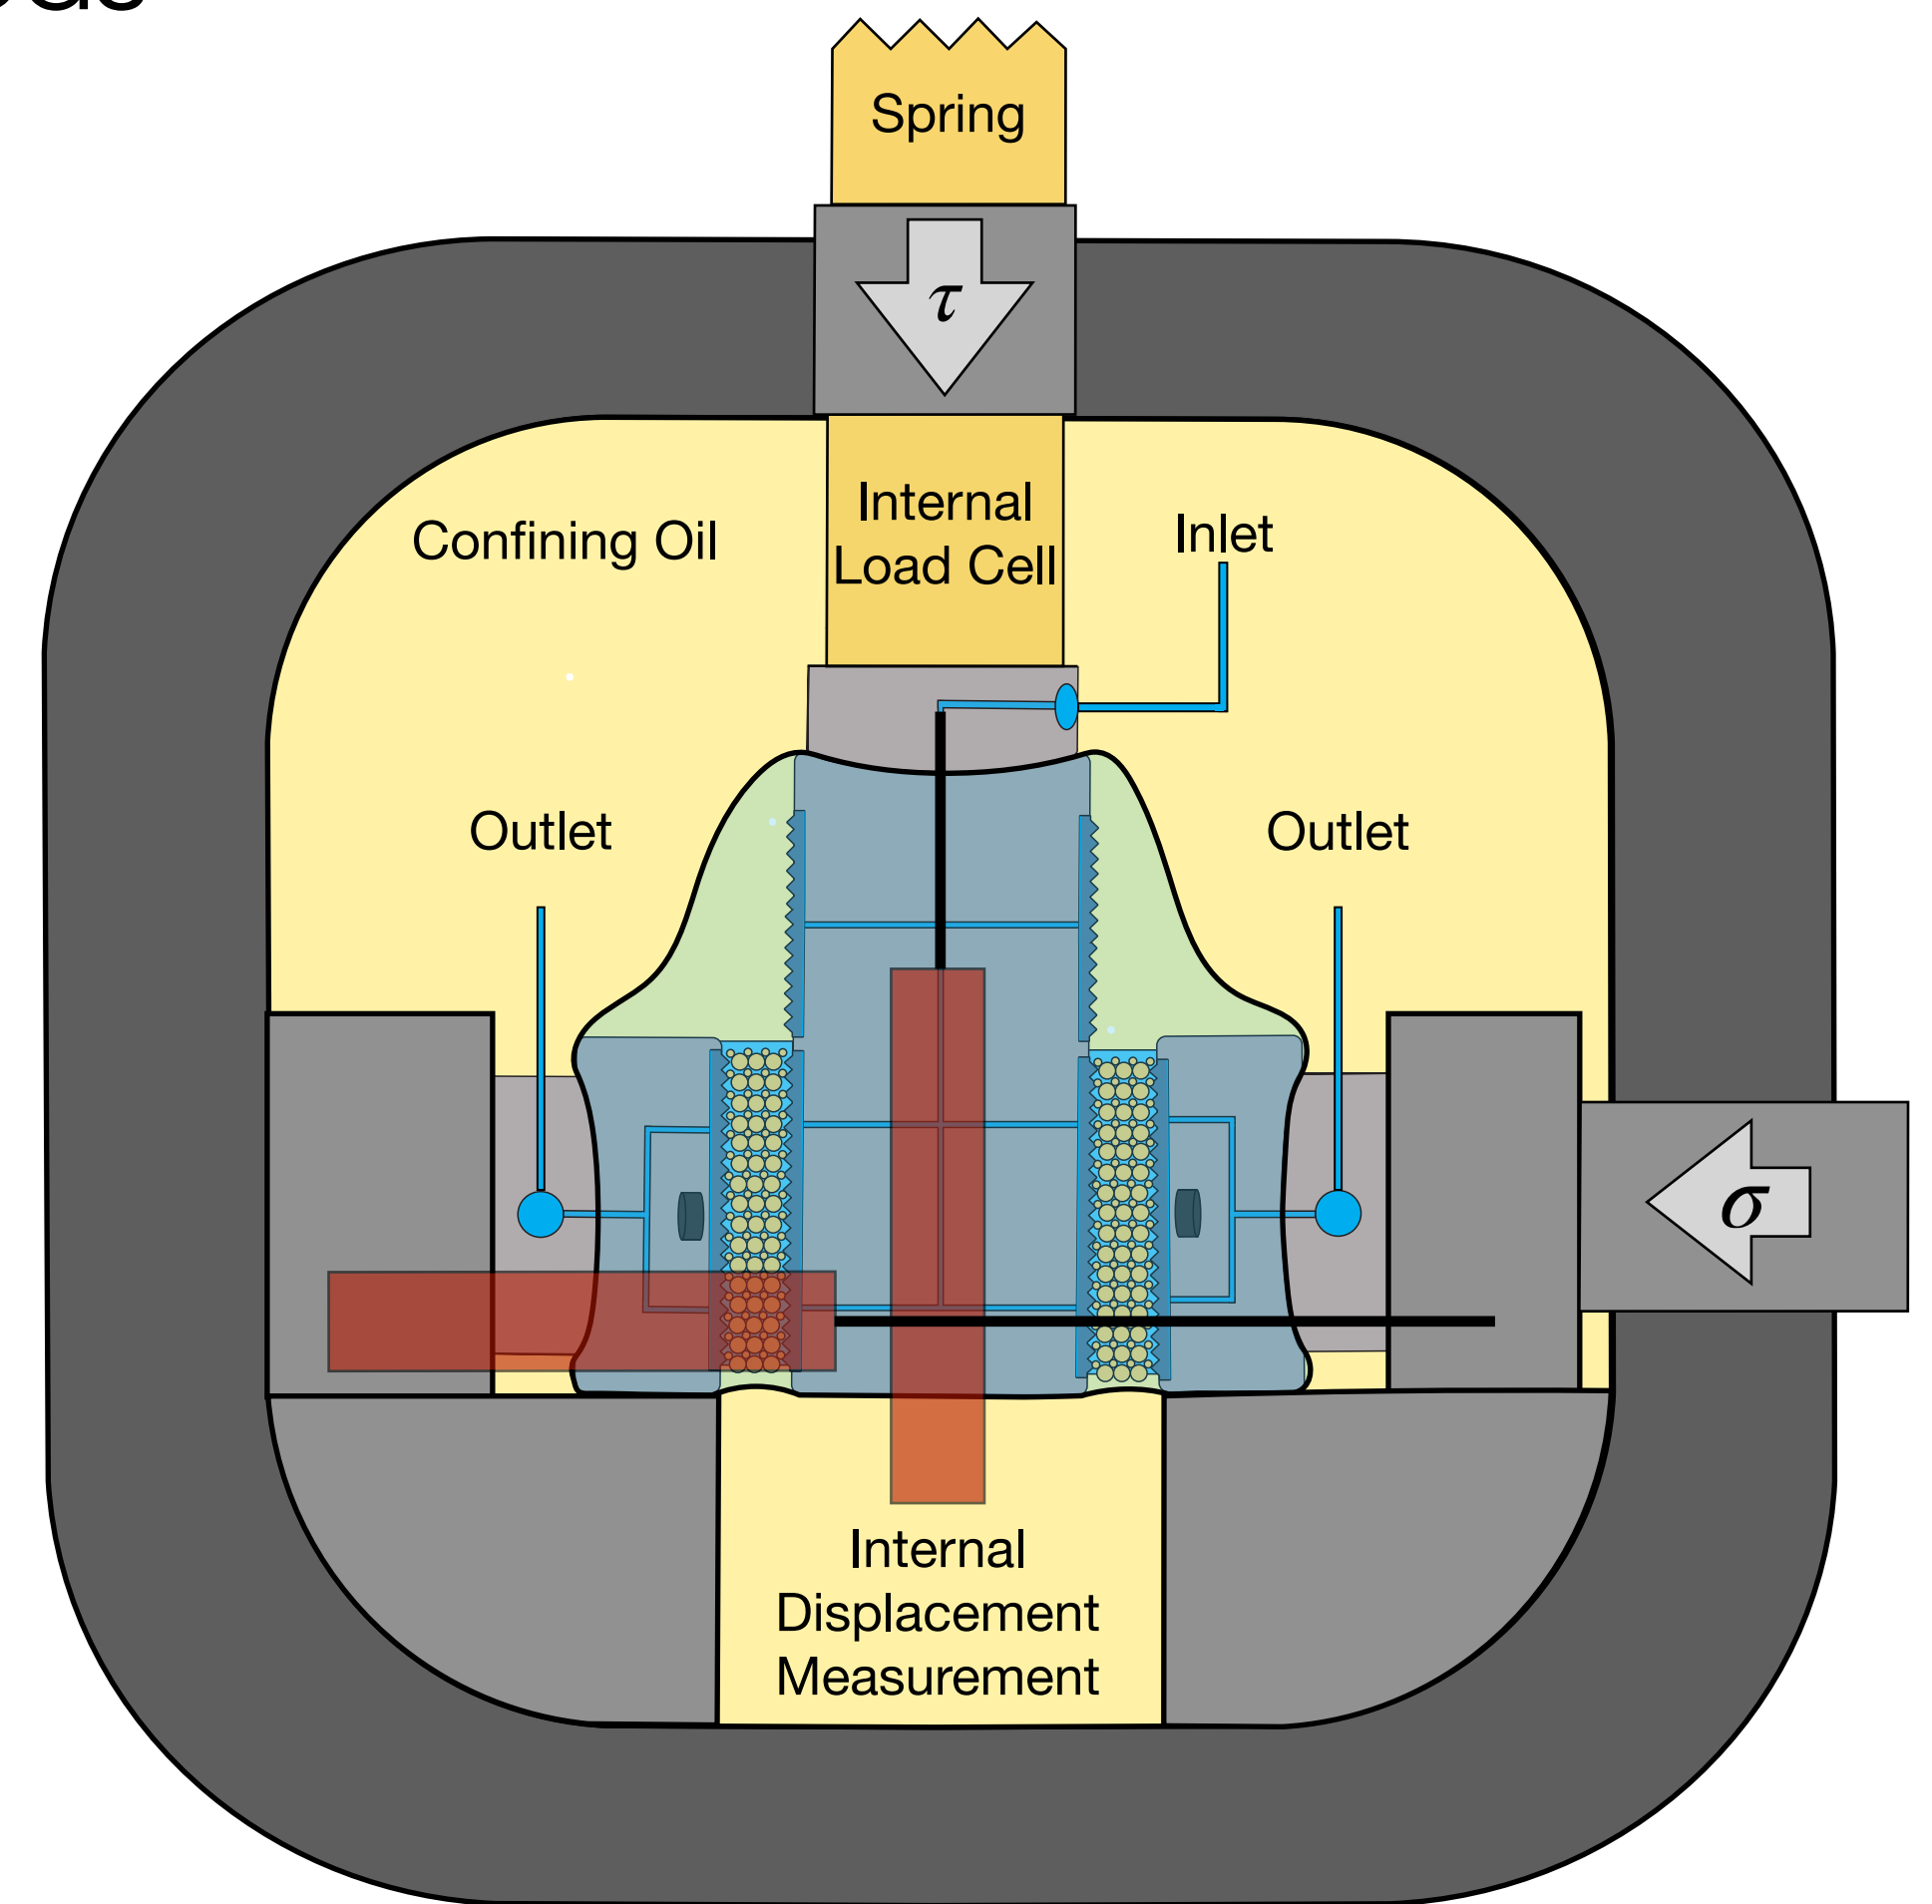 Spring
τ
Internal
Load Cell
Confining Oil
Inlet
Outlet
Outlet
σ
Internal
Displacement
Measurement